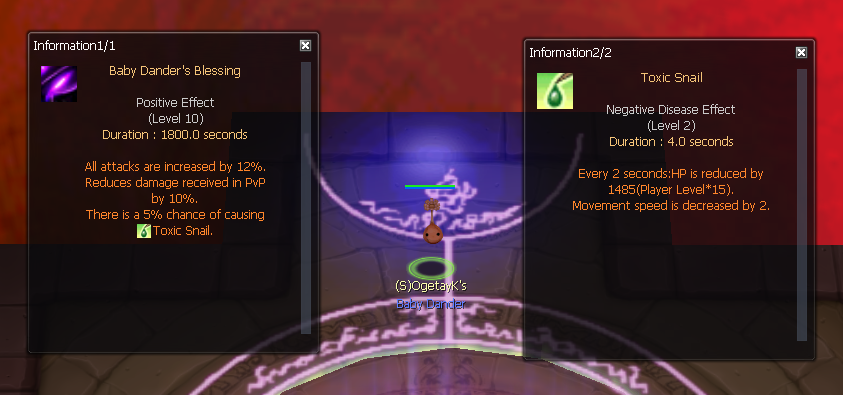 Information1/1
Baby Dander's Blessing
Positive Effect
(Level 10)
Duration : 1800.0 seconds
All attacks are increased by 12%.
Reduces damage received in PvP
by 10%.
There is a 5% chance of causing
Toxic Snail.
Information2/2
Toxic Snail
Negative Disease Effect
(Level 2)
Duration : 4.0 seconds
Every 2 seconds:HP is reduced by
1485(Player Level*15).
Movement speed is decreased by 2.
(S)OgetayK's
Baby Dander